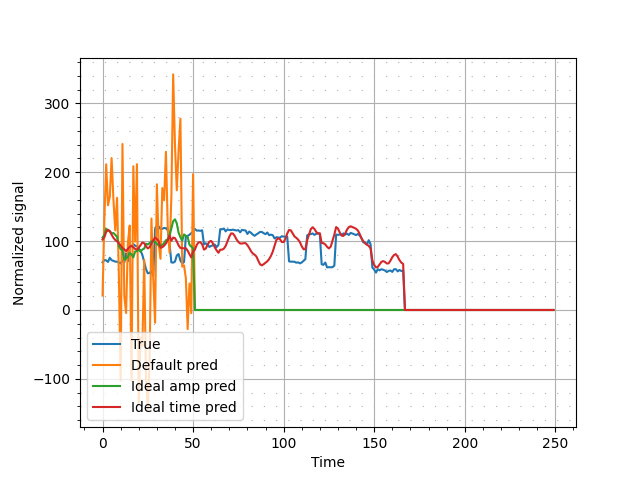 Normalized signal
300
200
100
0
−100
True
Default pred
Ideal amp pred
Ideal time pred
0 50 100 150 200 250
Time